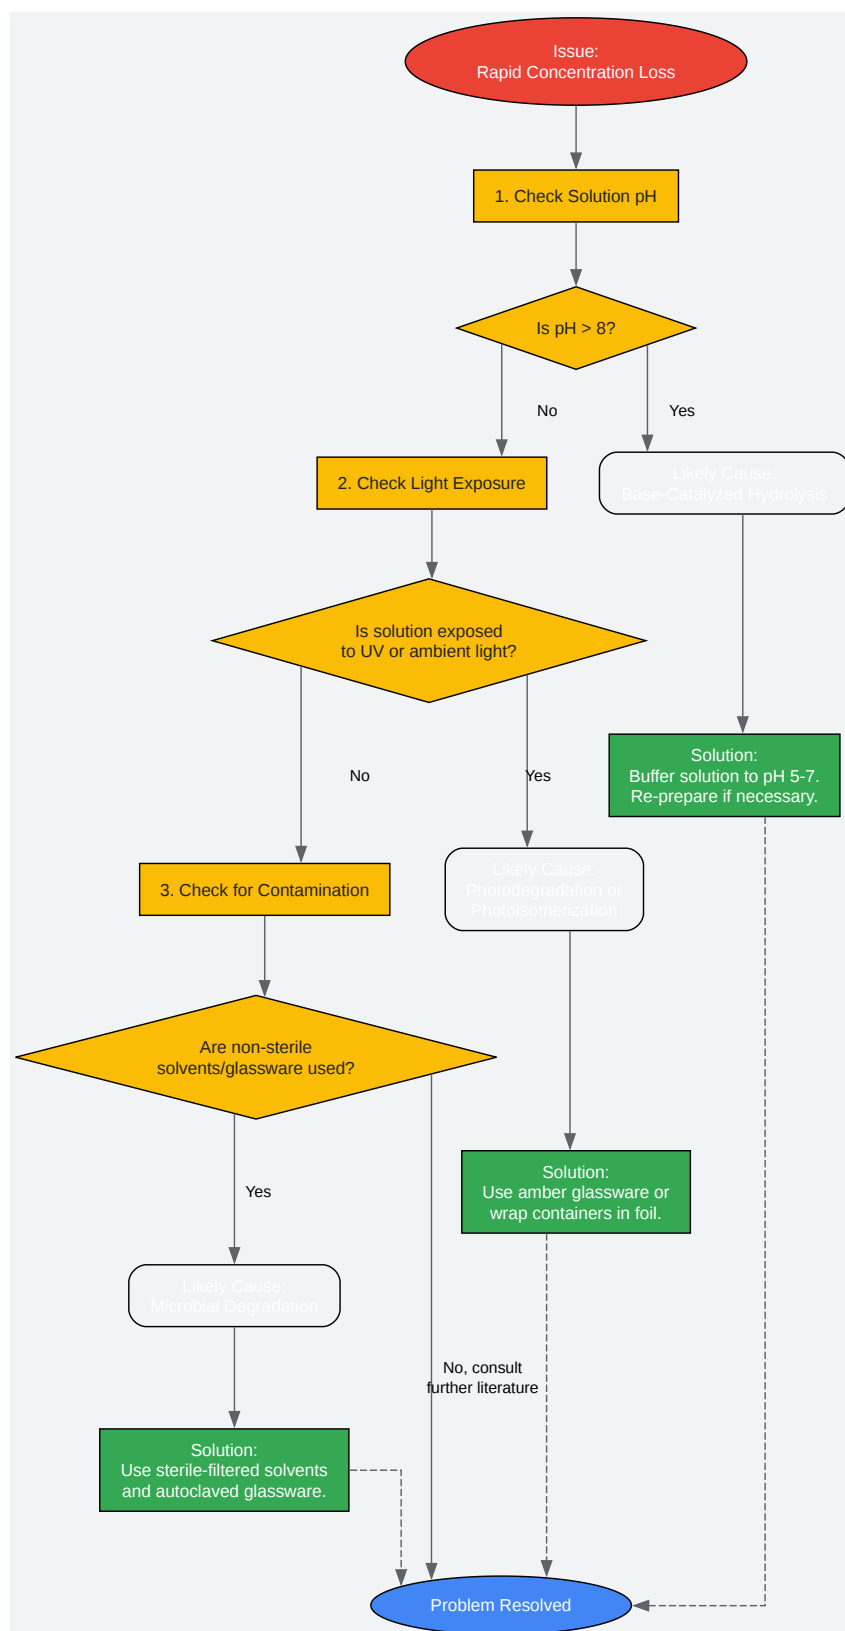 Issue:
Rapid Concentration Loss
1. Check Solution pH
Is pH > 8?
No
Yes
2. Check Light Exposure
Likely Cause:
Base-Catalyzed Hydrolysis
Is solution exposed
to UV or ambient light?
No
Yes
Solution:
Buffer solution to pH 5-7.
Re-prepare if necessary.
3. Check for Contamination
Likely Cause:
Photodegradation or
Photoisomerization
Are non-sterile
solvents/glassware used?
Yes
Solution:
Use amber glassware or
wrap containers in foil.
Likely Cause:
Microbial Degradation
No, consult
further literature
Solution:
Use sterile-filtered solvents
and autoclaved glassware.
Problem Resolved